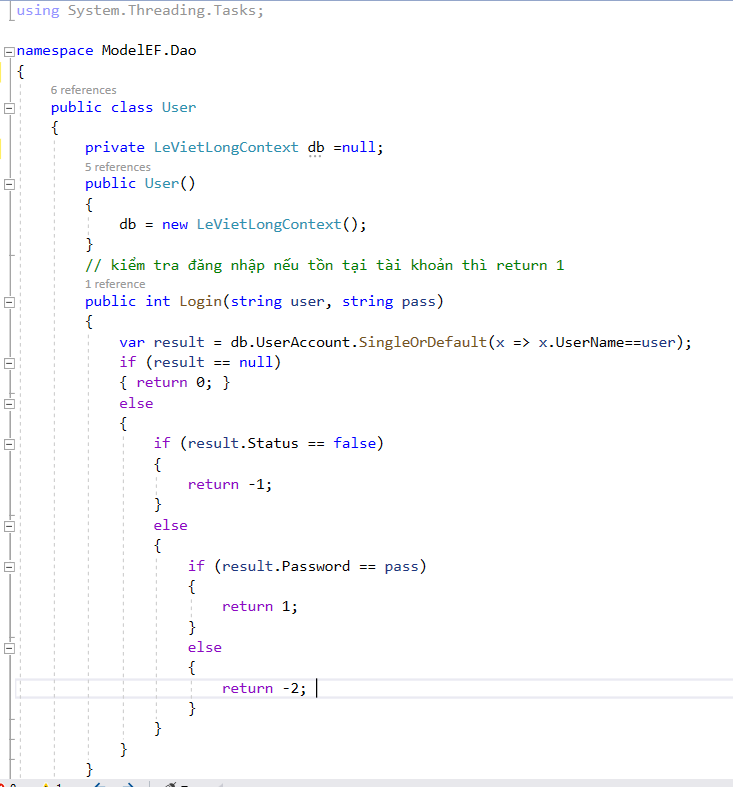 using System.Threading.Tasks;
namespace ModelEF.Dao
{
6 references
public class User
{
private LeVietLongContext db =null;
5 references
public User()
{
db = new LeVietLongContext();
}
// kiểm tra đăng nhập nếu tồn tại tài khoản thì return 1
1 reference
public int Login(string user, string pass)
{
var result = db.UserAccount.SingleOrDefault(x => x.UserName==user);
if (result == null)
{ return 0; }
else
{
if (result.Status == false)
{
return -1;
}
else
{
if (result.Password == pass)
{
return 1;
}
else
{
return -2;
}
}
}
}